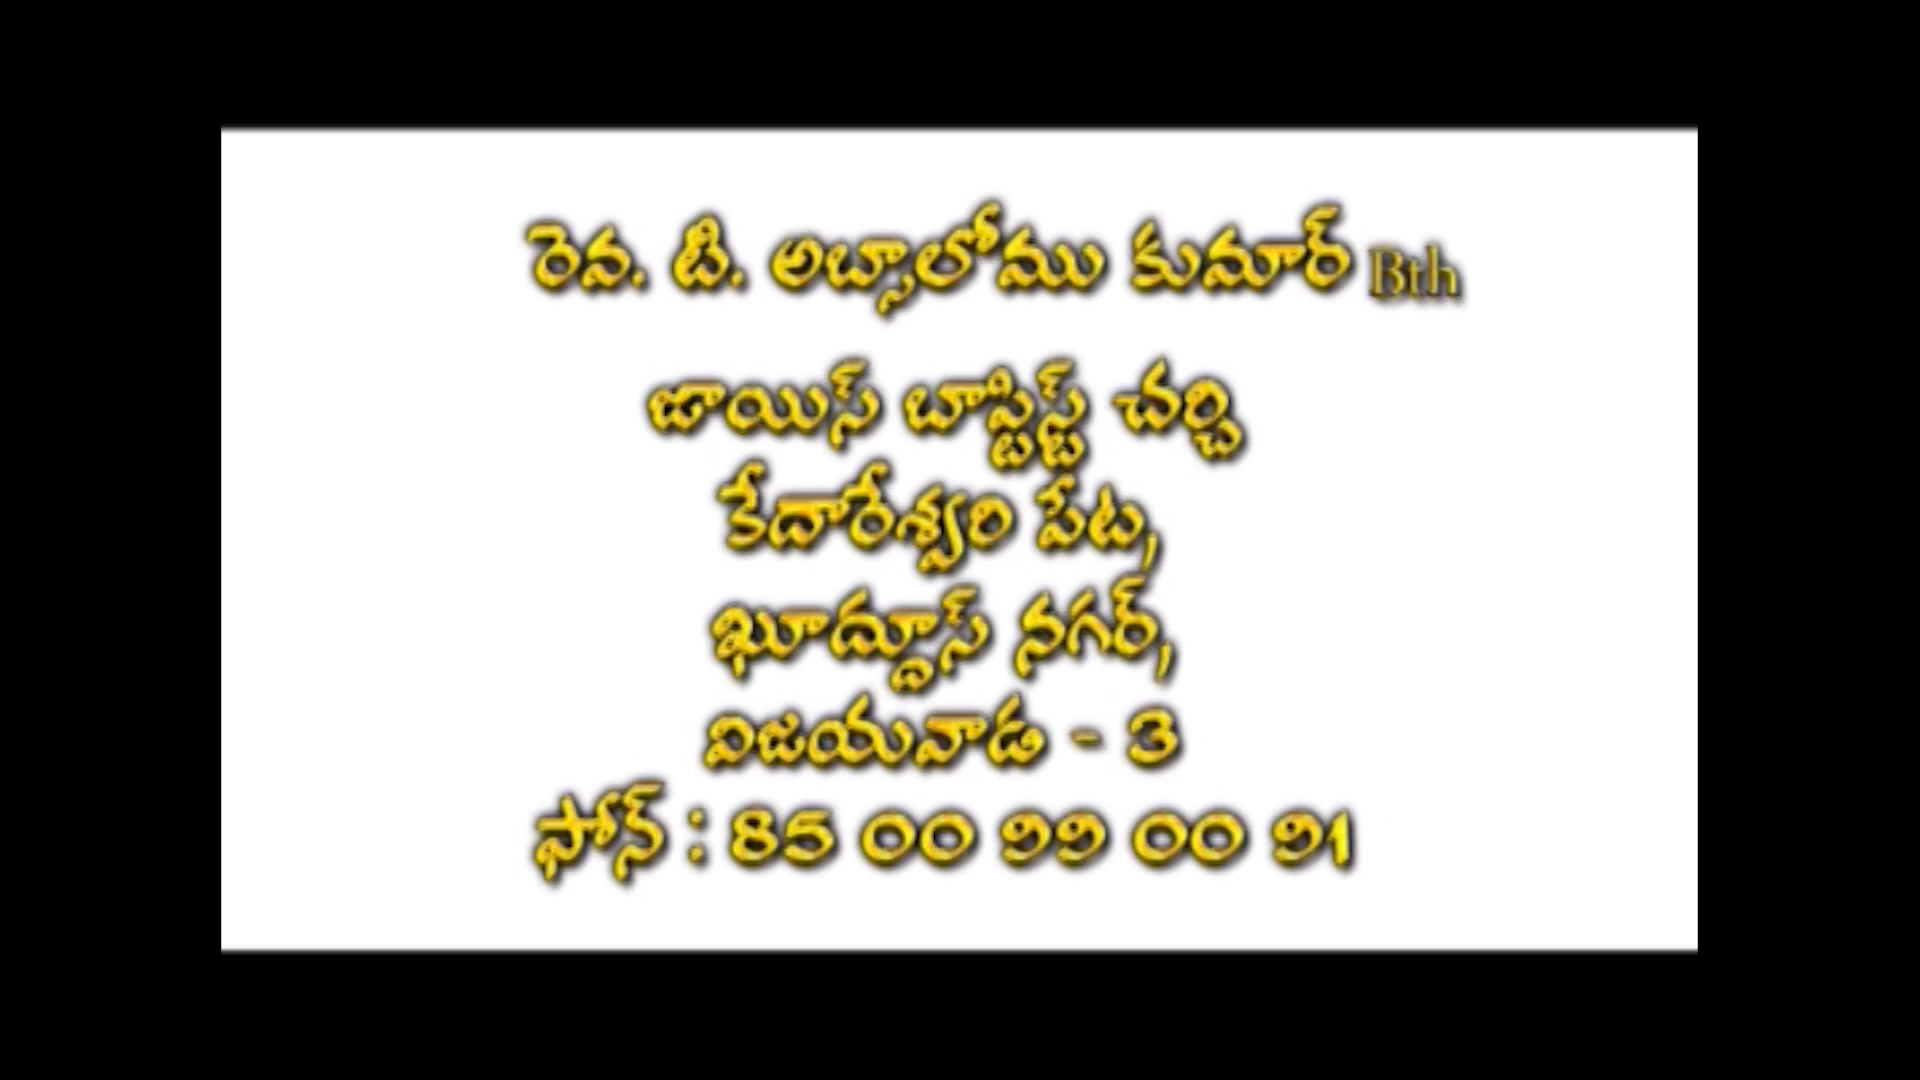 రెవ. టి. అబ్సాలోము కుమార్ Bth
జాయిస్ బాప్టిస్ట్ చర్చి
కేదారేశ్వరి పేట,
ఖూద్దూస్ నగర్,
విజయవాడ - 3
ఫోన్ : 85 00 99 00 91